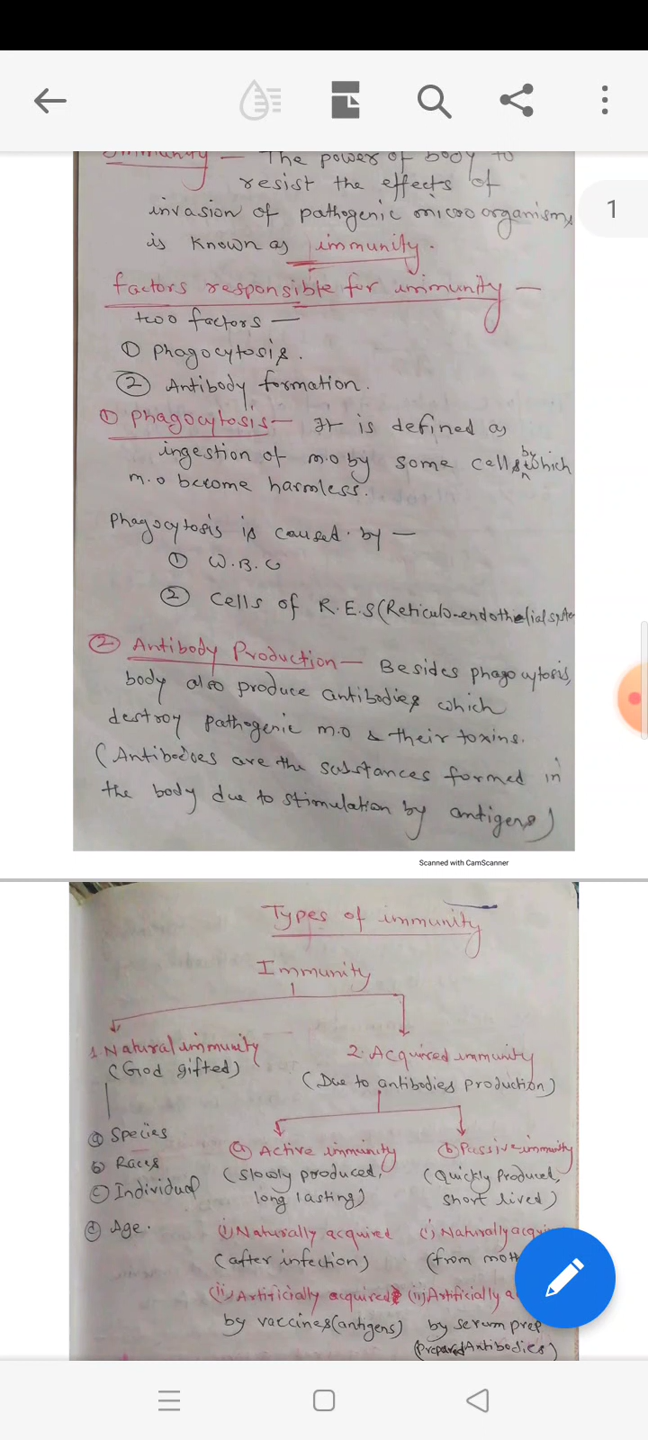 1
Immunity — The power of body to
resist the effects of
invasion of pathogenic microorganisms
is known as immunity.
factors responsible for immunity —
two factors —
① Phagocytosis.
② Antibody formation.
① Phagocytosis — It is defined as
ingestion of m.o by some cells by which
m.o become harmless.
Phagocytosis is caused by —
① W.B.C
② Cells of R.E.S (Reticulo-endothelial syste
② Antibody Production — Besides phagocytosis,
body also produce antibodies which
destroy pathogenic m.o & their toxins.
(Antibodies are the substances formed in
the body due to stimulation by antigens)
Scanned with CamScanner
Types of immunity
Immunity
1. Natural immunity
(God gifted)
2. Acquired immunity
(Due to antibodies production)
ⓐ Species
ⓑ Races
ⓒ Individual
ⓓ Age.
ⓐ Active immunity
(Slowly produced,
long lasting)
(i) Naturally acquired
(after infection)
(ii) Artificially acquired
by vaccines (antigens)
ⓑ Passive immunity
(Quickly Produced,
short lived)
(i) Naturally acqui
(from mot
(ii) Artificially a
by serum prep
(Prepared Antibodies)